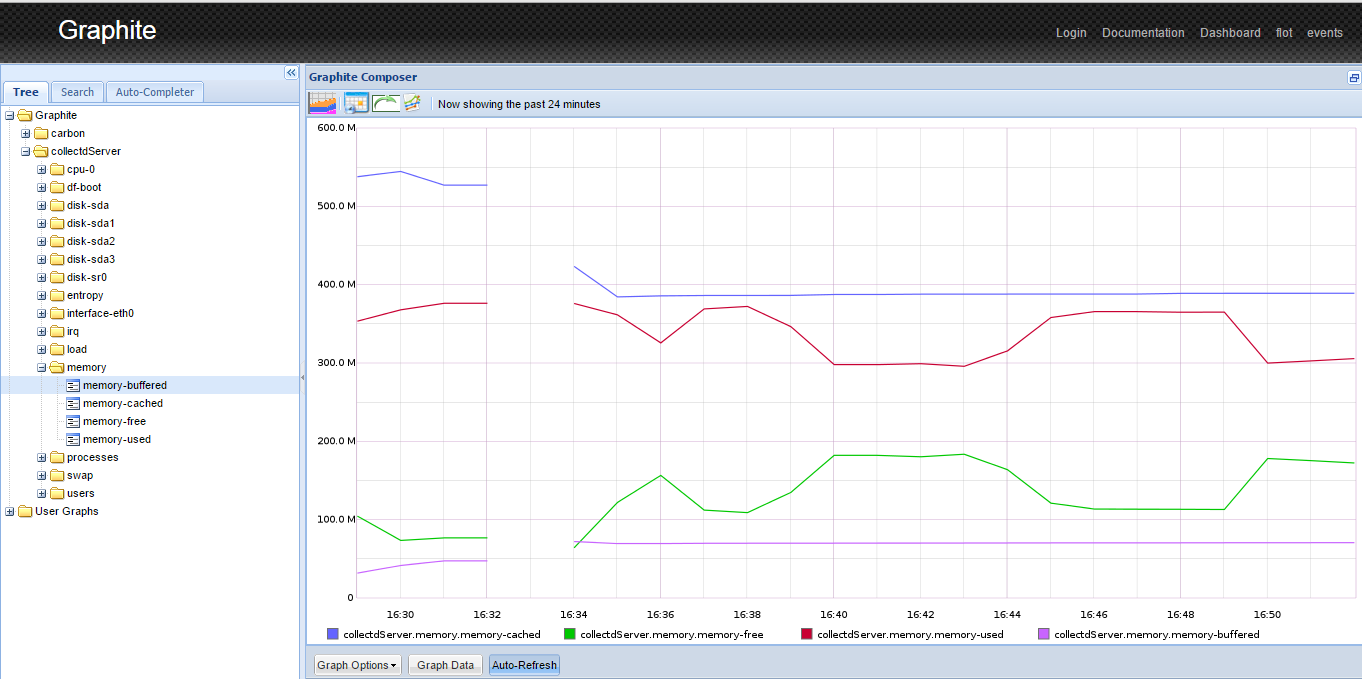 Graphite
Login Documentation Dashboard flot events
Tree Search Auto-Completer
Graphite
carbon
collectdServer
cpu-0
df-boot
disk-sda
disk-sda1
disk-sda2
disk-sda3
disk-sr0
entropy
interface-eth0
irq
load
memory
memory-buffered
memory-cached
memory-free
memory-used
processes
swap
users
User Graphs
Graphite Composer
Now showing the past 24 minutes
600.0 M
500.0 M
400.0 M
300.0 M
200.0 M
100.0 M
0
16:30 16:32 16:34 16:36 16:38 16:40 16:42 16:44 16:46 16:48 16:50
collectdServer.memory.memory-cached collectdServer.memory.memory-free collectdServer.memory.memory-used collectdServer.memory.memory-buffered
Graph Options Graph Data Auto-Refresh